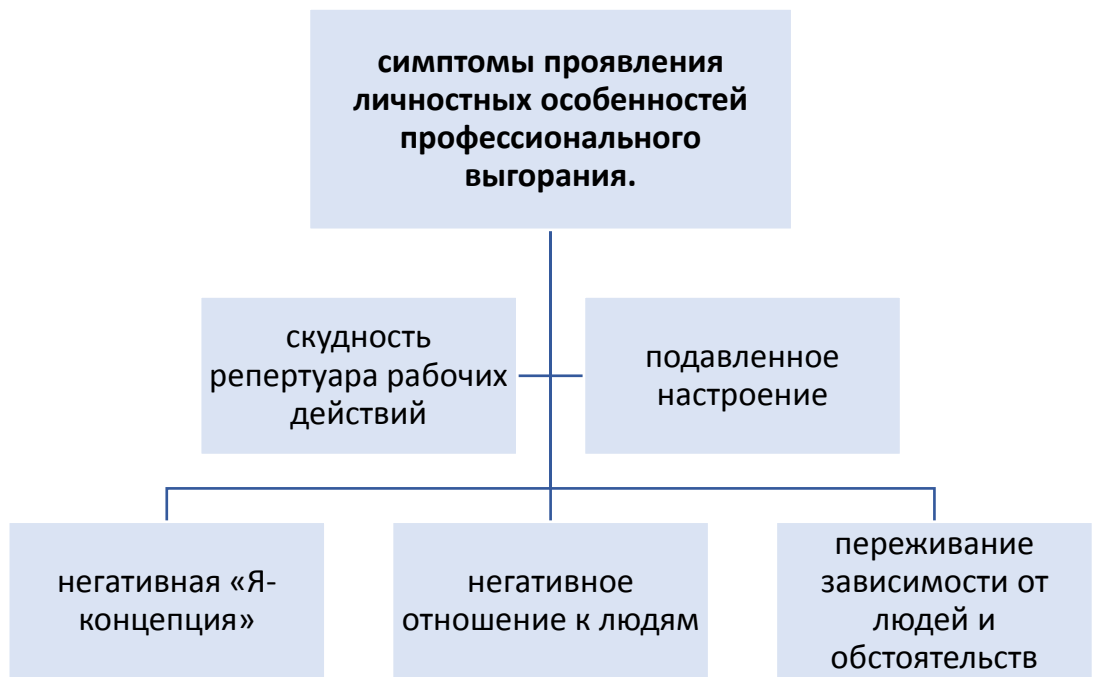 симптомы проявления
личностных особенностей
профессионального
выгорания.
скудность
репертуара рабочих
действий
подавленное
настроение
негативная «Я-
концепция»
негативное
отношение к людям
переживание
зависимости от
людей и
обстоятельств